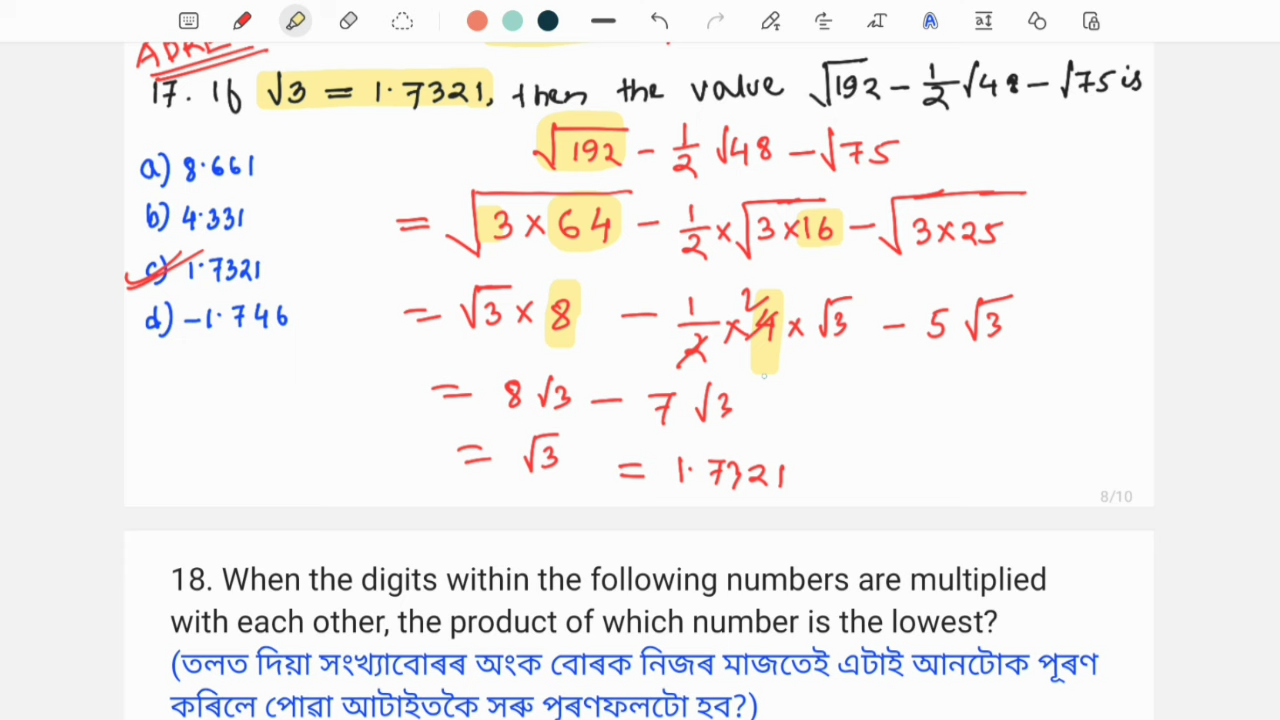 ADRE
17. If √3 = 1.7321, then the value √192 - 1/2 √48 - √75 is
a) 8.661
b) 4.331
c) 1.7321
d) -1.746
√192 - 1/2 √48 - √75
= √3×64 - 1/2 × √3×16 - √3×25
= √3 × 8 - 1/2 × 4 2 × √3 - 5 √3
= 8√3 - 7√3
= √3 = 1.7321
8/10
18. When the digits within the following numbers are multiplied
with each other, the product of which number is the lowest?
(তলত দিয়া সংখ্যাবোৰৰ অংক বোৰক নিজৰ মাজতেই এটাই আনটোক পূৰণ
কৰিলে পোৱা আটাইতকৈ সৰু পূৰণফলটো হব?)